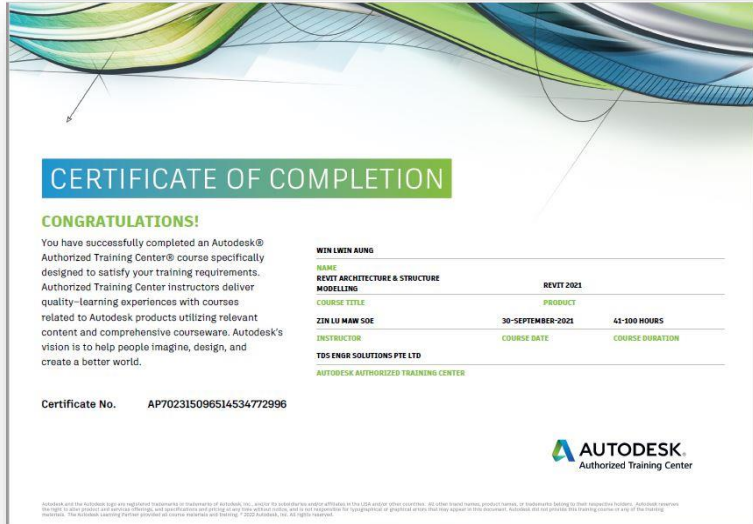 CERTIFICATE OF COMPLETION
CONGRATULATIONS!
You have successfully completed an Autodesk®
Authorized Training Center® course specifically
designed to satisfy your training requirements.
Authorized Training Center instructors deliver
quality-learning experiences with courses
related to Autodesk products utilizing relevant
content and comprehensive courseware. Autodesk's
vision is to help people imagine, design, and
create a better world.
Certificate No. AP702315096514534772996
WIN LWIN AUNG
NAME
REVIT ARCHITECTURE & STRUCTURE
MODELLING REVIT 2021
COURSE TITLE PRODUCT
ZIN LU MAW SOE 30-SEPTEMBER-2021 41-100 HOURS
INSTRUCTOR COURSE DATE COURSE DURATION
TDS ENGR SOLUTIONS PTE LTD
AUTODESK AUTHORIZED TRAINING CENTER
AUTODESK.
Authorized Training Center